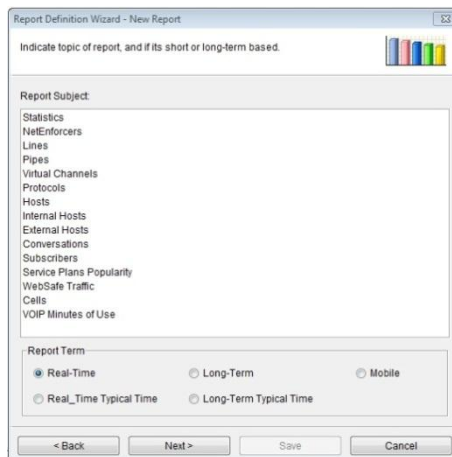 Report Definition Wizard - New Report
Indicate topic of report, and if its short or long-term based.
Report Subject:
Statistics
NetEnforcers
Lines
Pipes
Virtual Channels
Protocols
Hosts
Internal Hosts
External Hosts
Conversations
Subscribers
Service Plans Popularity
WebSafe Traffic
Cells
VOIP Minutes of Use
Report Term
Real-Time Long-Term Mobile
Real_Time Typical Time Long-Term Typical Time
< Back Next > Save Cancel